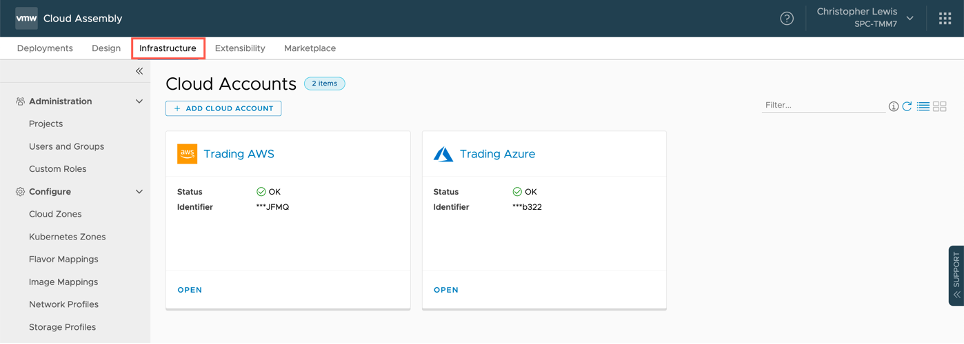 vmw Cloud Assembly
Christopher Lewis
SPC-TMM7
Deployments Design Infrastructure Extensibility Marketplace
Administration
Projects
Users and Groups
Custom Roles
Configure
Cloud Zones
Kubernetes Zones
Flavor Mappings
Image Mappings
Network Profiles
Storage Profiles
Cloud Accounts 2 items
+ ADD CLOUD ACCOUNT
Filter...
aws Trading AWS
Status OK
Identifier ***JFMQ
OPEN
Trading Azure
Status OK
Identifier ***b322
OPEN
SUPPORT